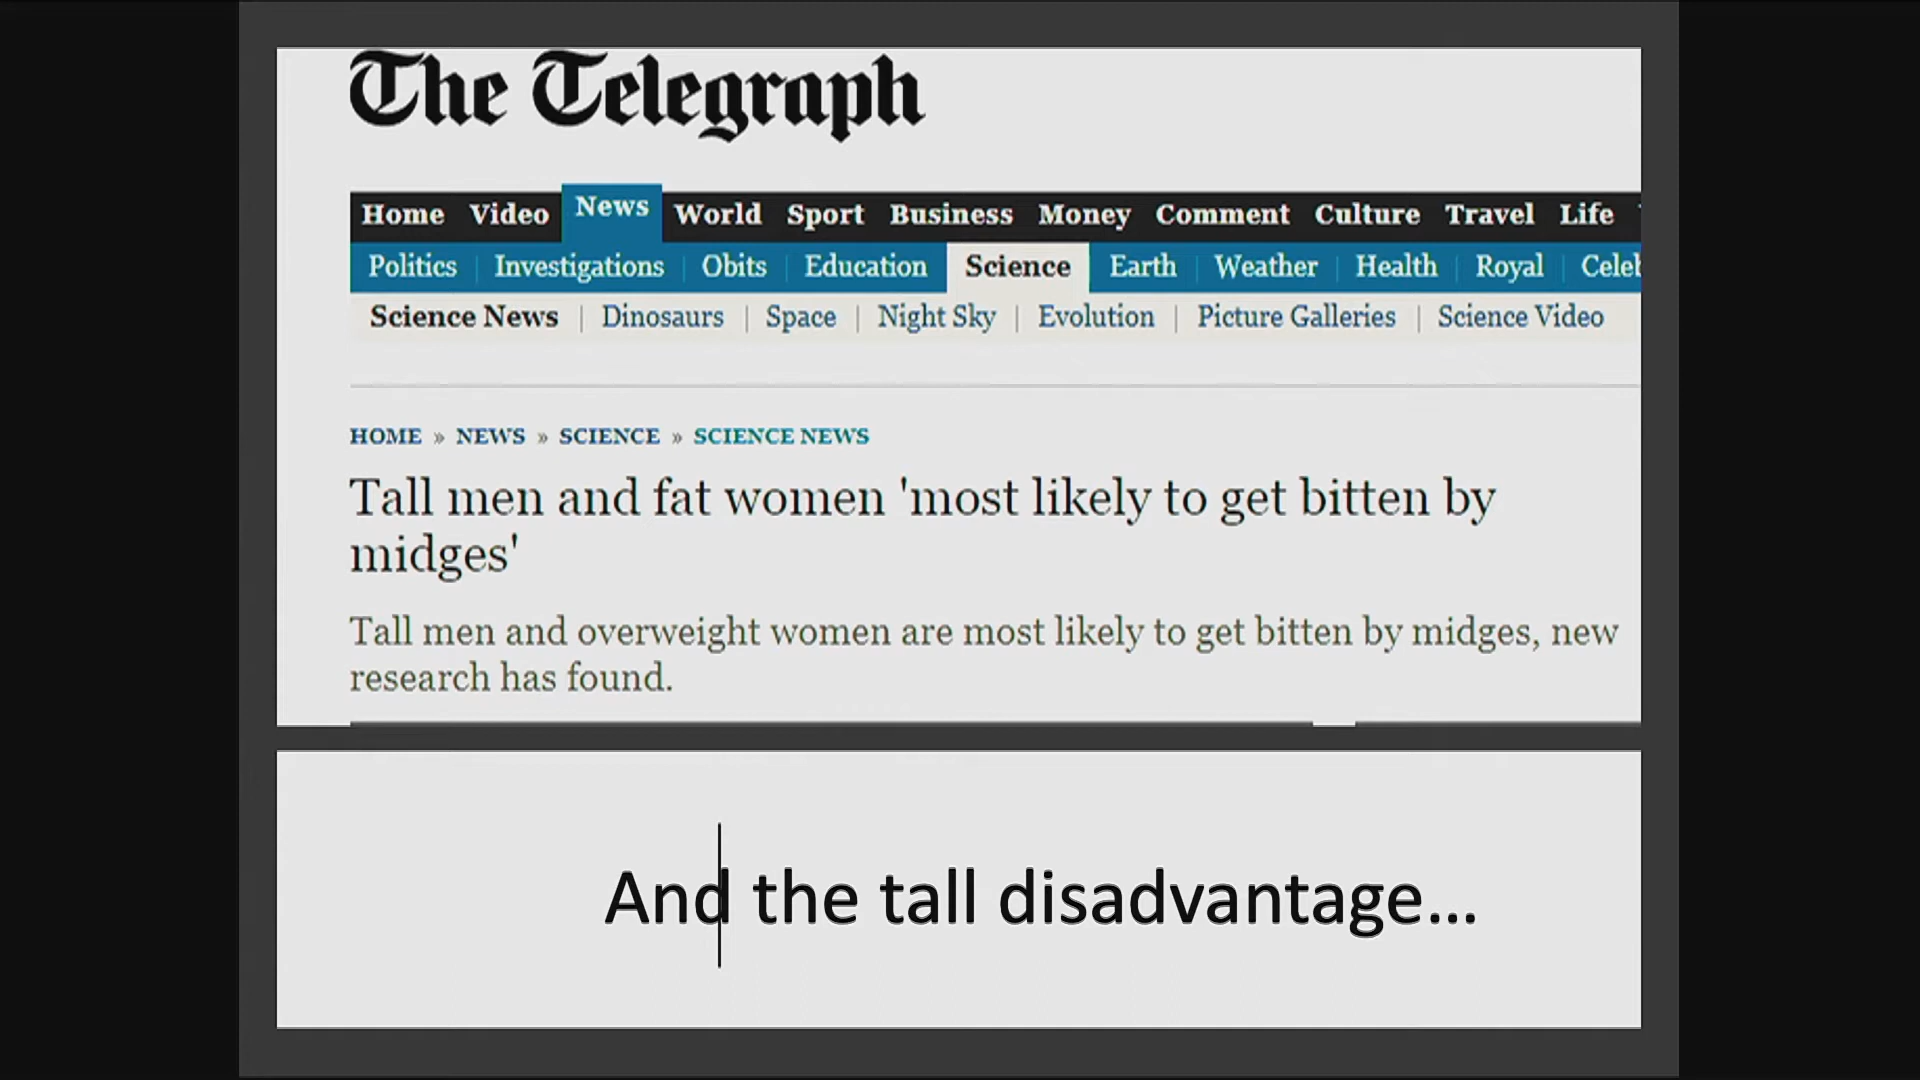 The Telegraph
Home Video News World Sport Business Money Comment Culture Travel Life
Politics Investigations Obits Education Science Earth Weather Health Royal
Science News Dinosaurs Space Night Sky Evolution Picture Galleries Science Video
HOME » NEWS » SCIENCE » SCIENCE NEWS
Tall men and fat women 'most likely to get bitten by
midges'
Tall men and overweight women are most likely to get bitten by midges, new
research has found.
And the tall disadvantage...